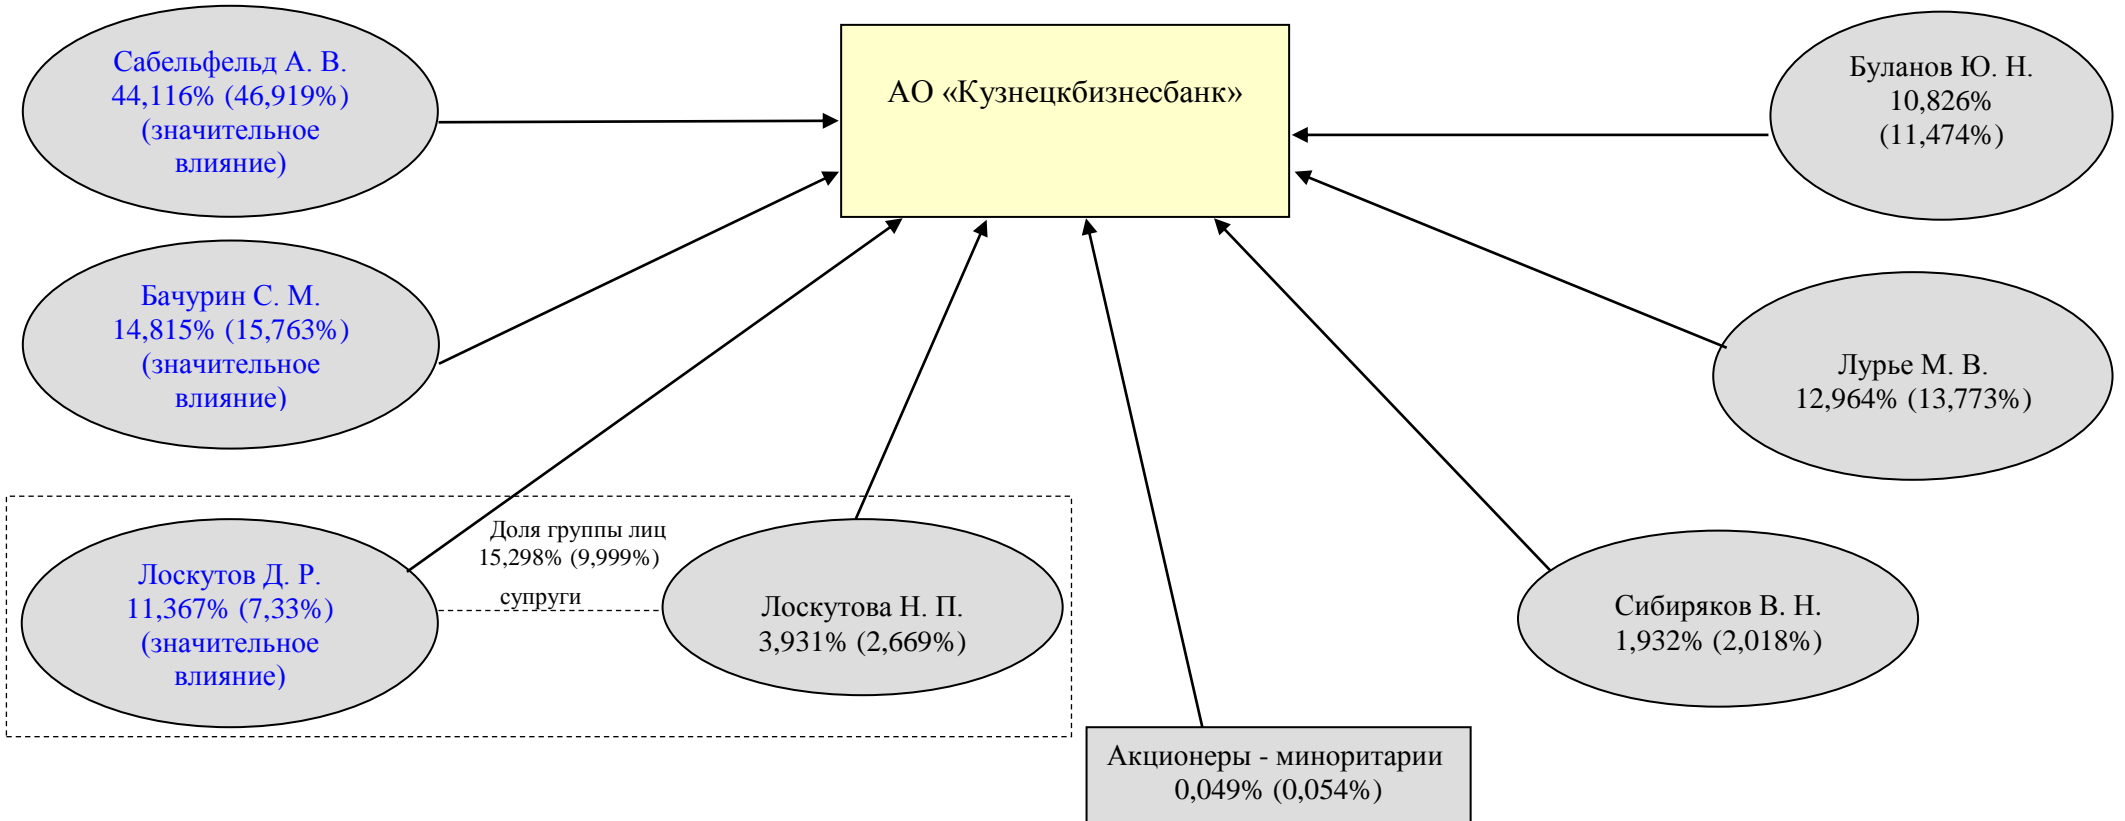 Сабельфельд А. В.
44,116% (46,919%)
(значительное
влияние)
АО «Кузнецкбизнесбанк»
Буланов Ю. Н.
10,826%
(11,474%)
Бачурин С. М.
14,815% (15,763%)
(значительное
влияние)
Лурье М. В.
12,964% (13,773%)
Доля группы лиц
15,298% (9,999%)
супруги
Лоскутов Д. Р.
11,367% (7,33%)
(значительное
влияние)
Лоскутова Н. П.
3,931% (2,669%)
Сибиряков В. Н.
1,932% (2,018%)
Акционеры - миноритарии
0,049% (0,054%)